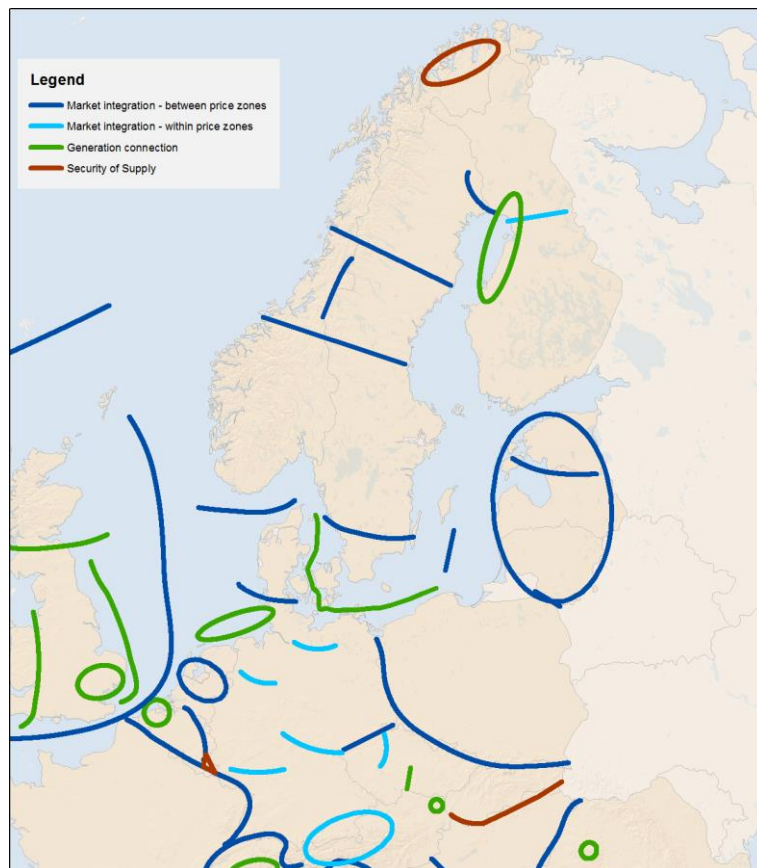 Legend
Market integration - between price zones
Market integration - within price zones
Generation connection
Security of Supply